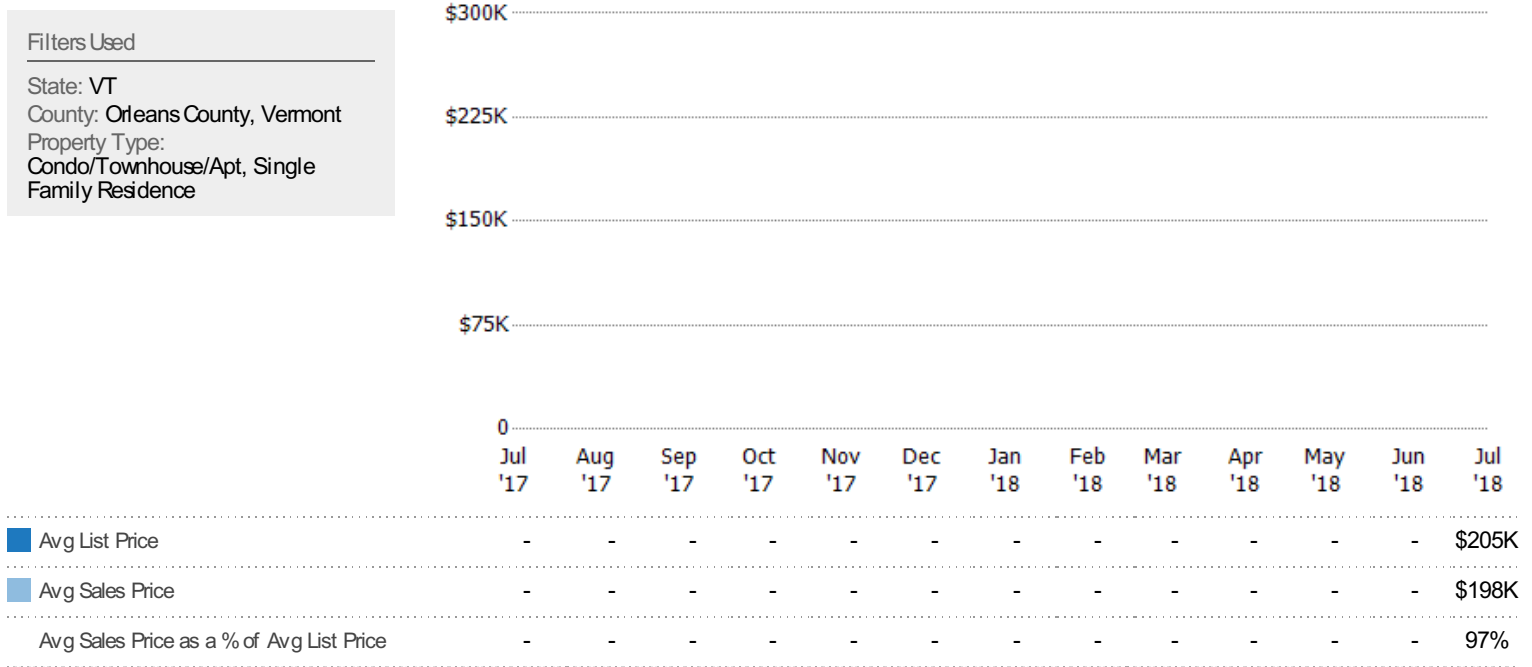 Filters Used
State: VT
County: Orleans County, Vermont
Property Type:
Condo/Townhouse/Apt, Single
Family Residence
$300K
$225K
$150K
$75K
0
Jul Aug Sep Oct Nov Dec Jan Feb Mar Apr May Jun Jul
'17 '17 '17 '17 '17 '17 '18 '18 '18 '18 '18 '18 '18
Avg List Price - - - - - - - - - - - - $205K
Avg Sales Price - - - - - - - - - - - - $198K
Avg Sales Price as a % of Avg List Price - - - - - - - - - - - - 97%